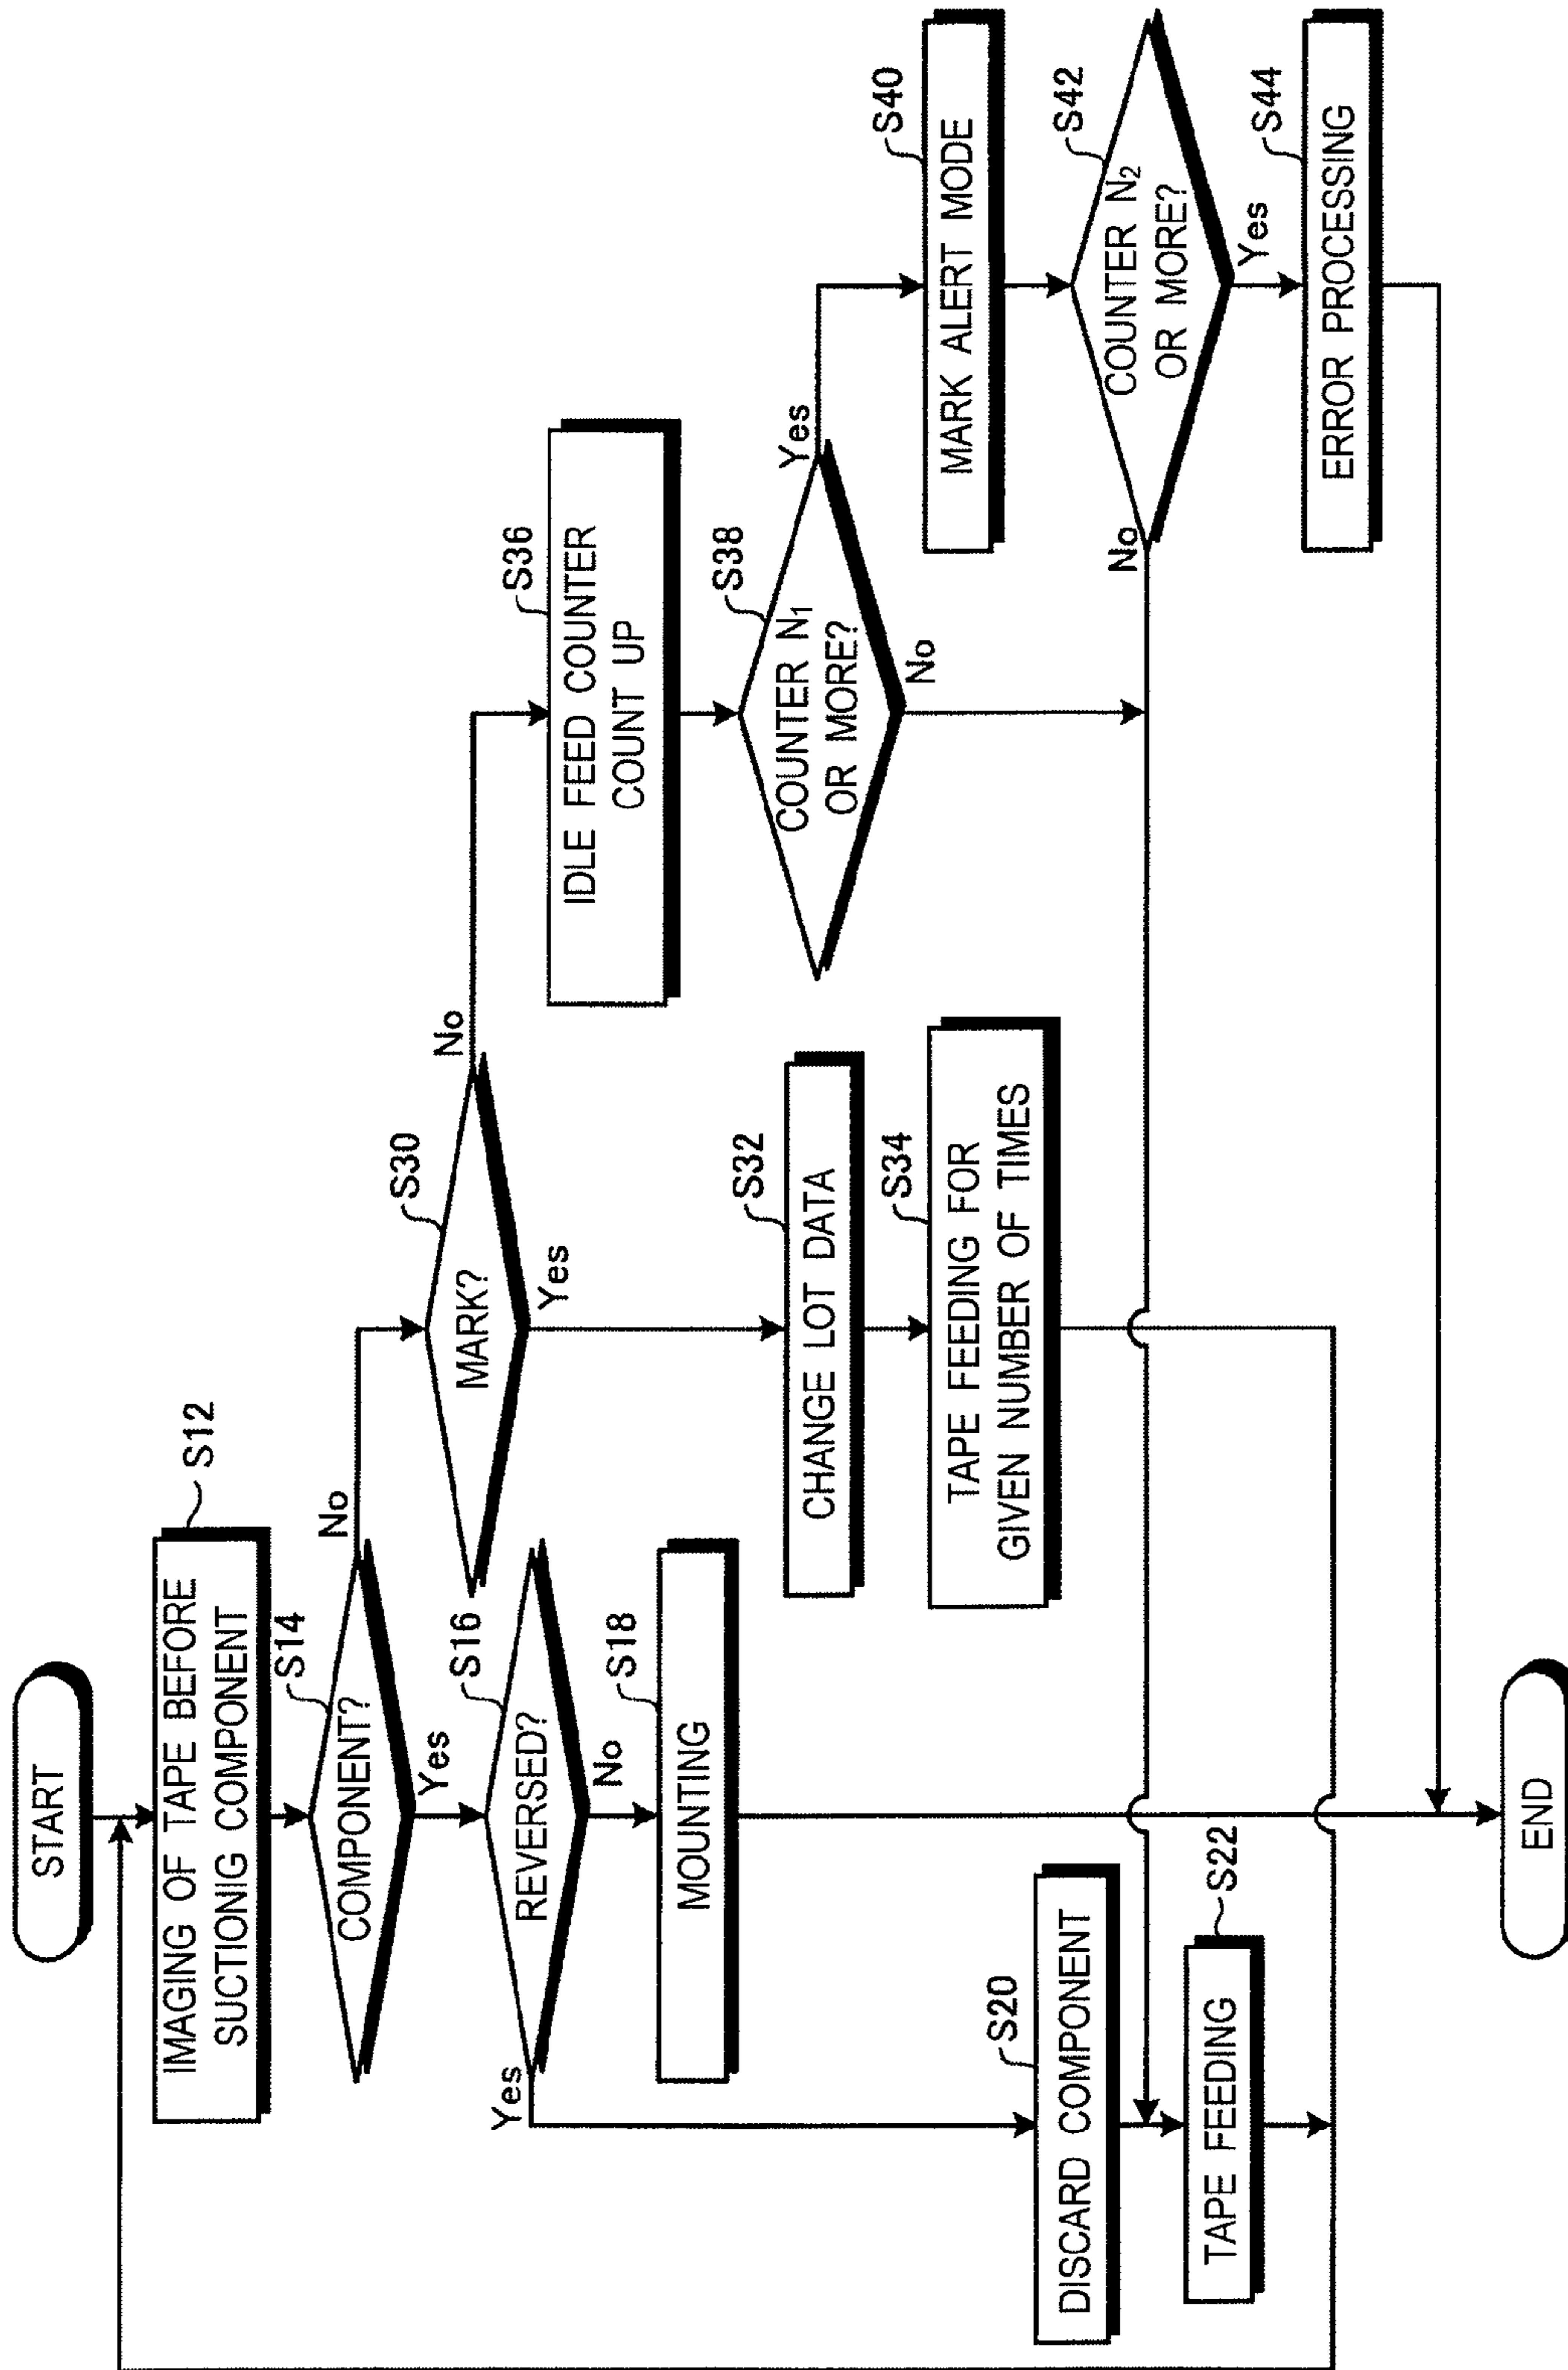 START
IMAGING OF TAPE BEFORE
SUCTIONIG COMPONENT
S12
COMPONENT?
S14
No
Yes
REVERSED?
S16
Yes
No
MOUNTING
S18
DISCARD COMPONENT
S20
TAPE FEEDING
S22
MARK?
S30
No
Yes
CHANGE LOT DATA
S32
TAPE FEEDING FOR
GIVEN NUMBER OF TIMES
S34
IDLE FEED COUNTER
COUNT UP
S36
COUNTER N₁
OR MORE?
S38
Yes
No
MARK ALERT MODE
S40
COUNTER N₂
OR MORE?
S42
No
Yes
ERROR PROCESSING
S44
END